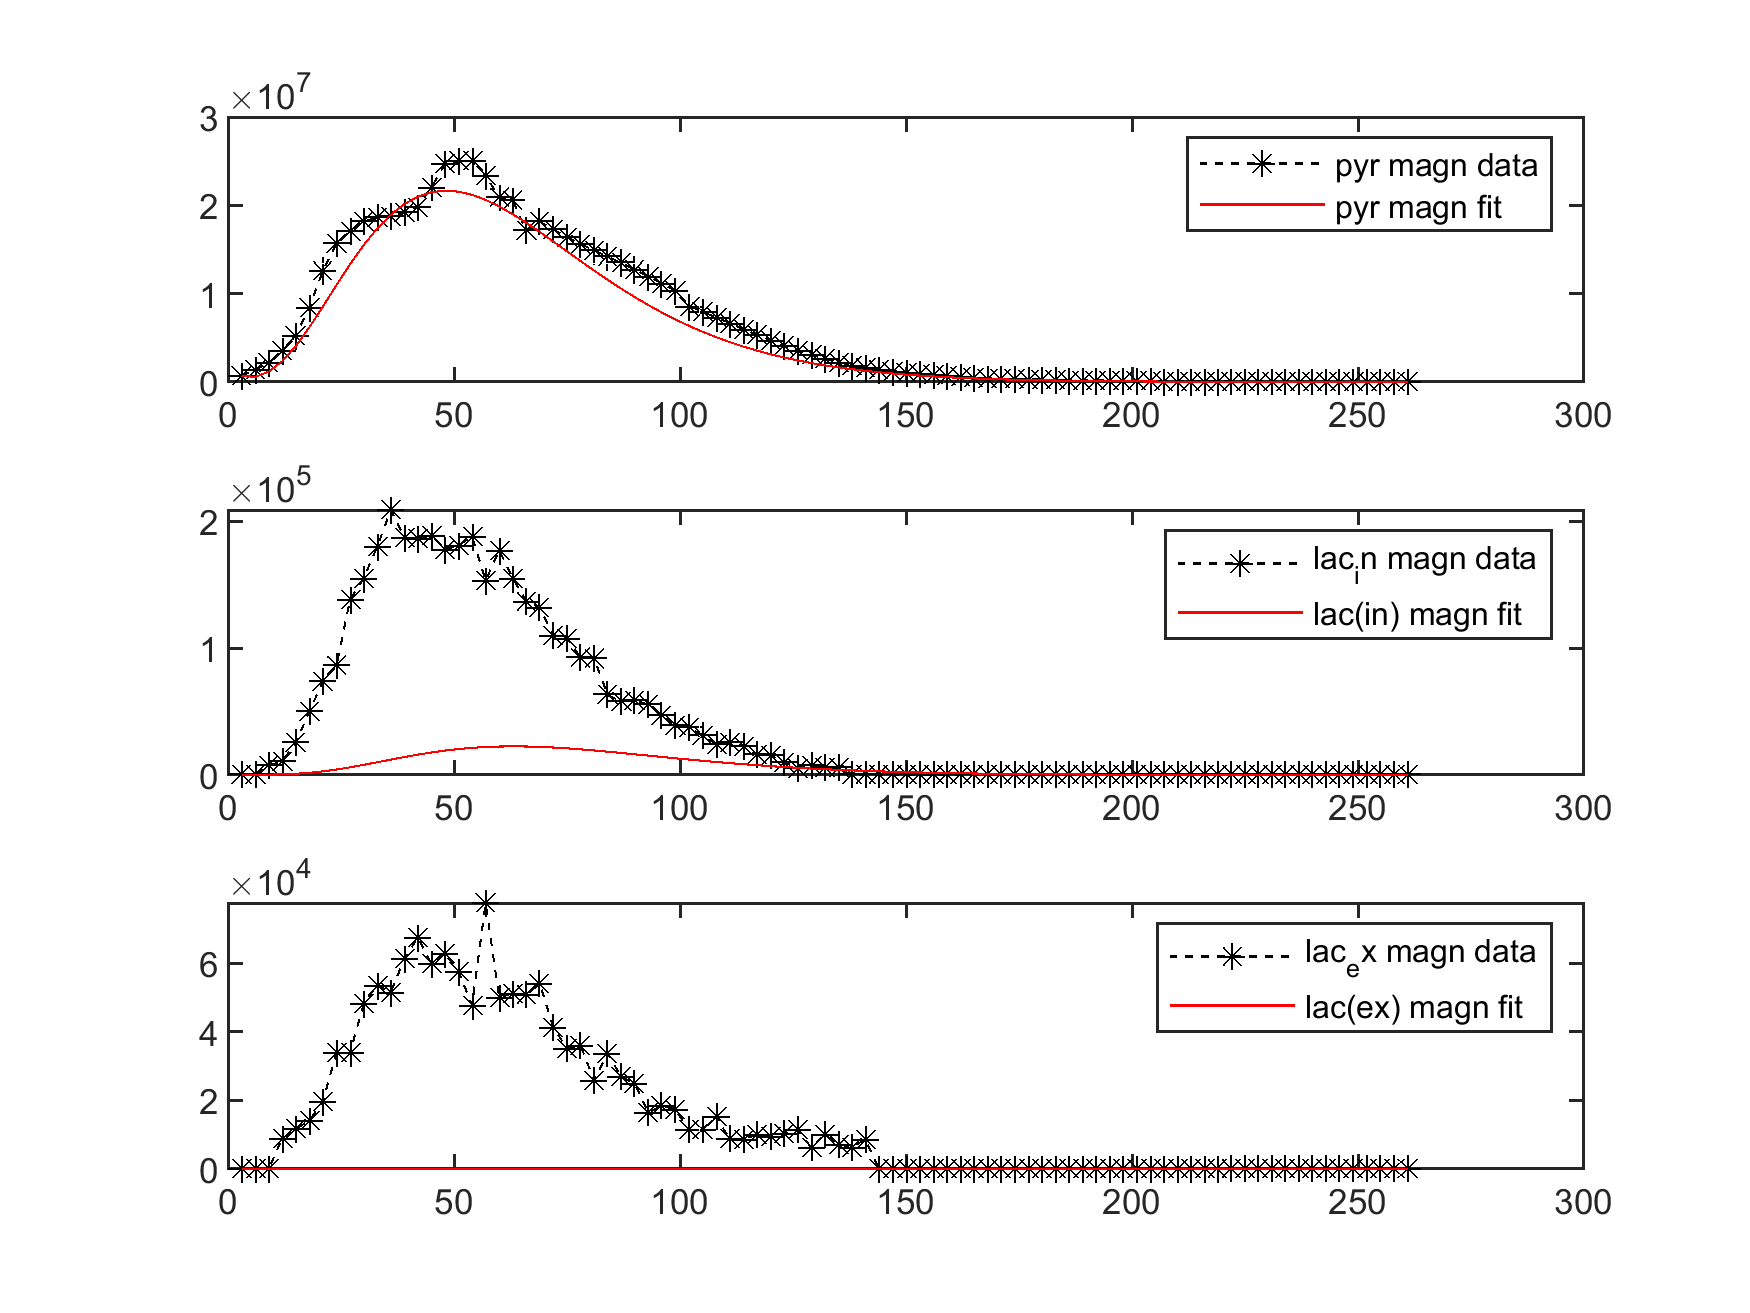 ×10^7
3
2
1
0
0 50 100 150 200 250 300
pyr magn data
pyr magn fit
×10^5
2
1
0
0 50 100 150 200 250 300
lac_in magn data
lac(in) magn fit
×10^4
6
4
2
0
0 50 100 150 200 250 300
lac_ex magn data
lac(ex) magn fit